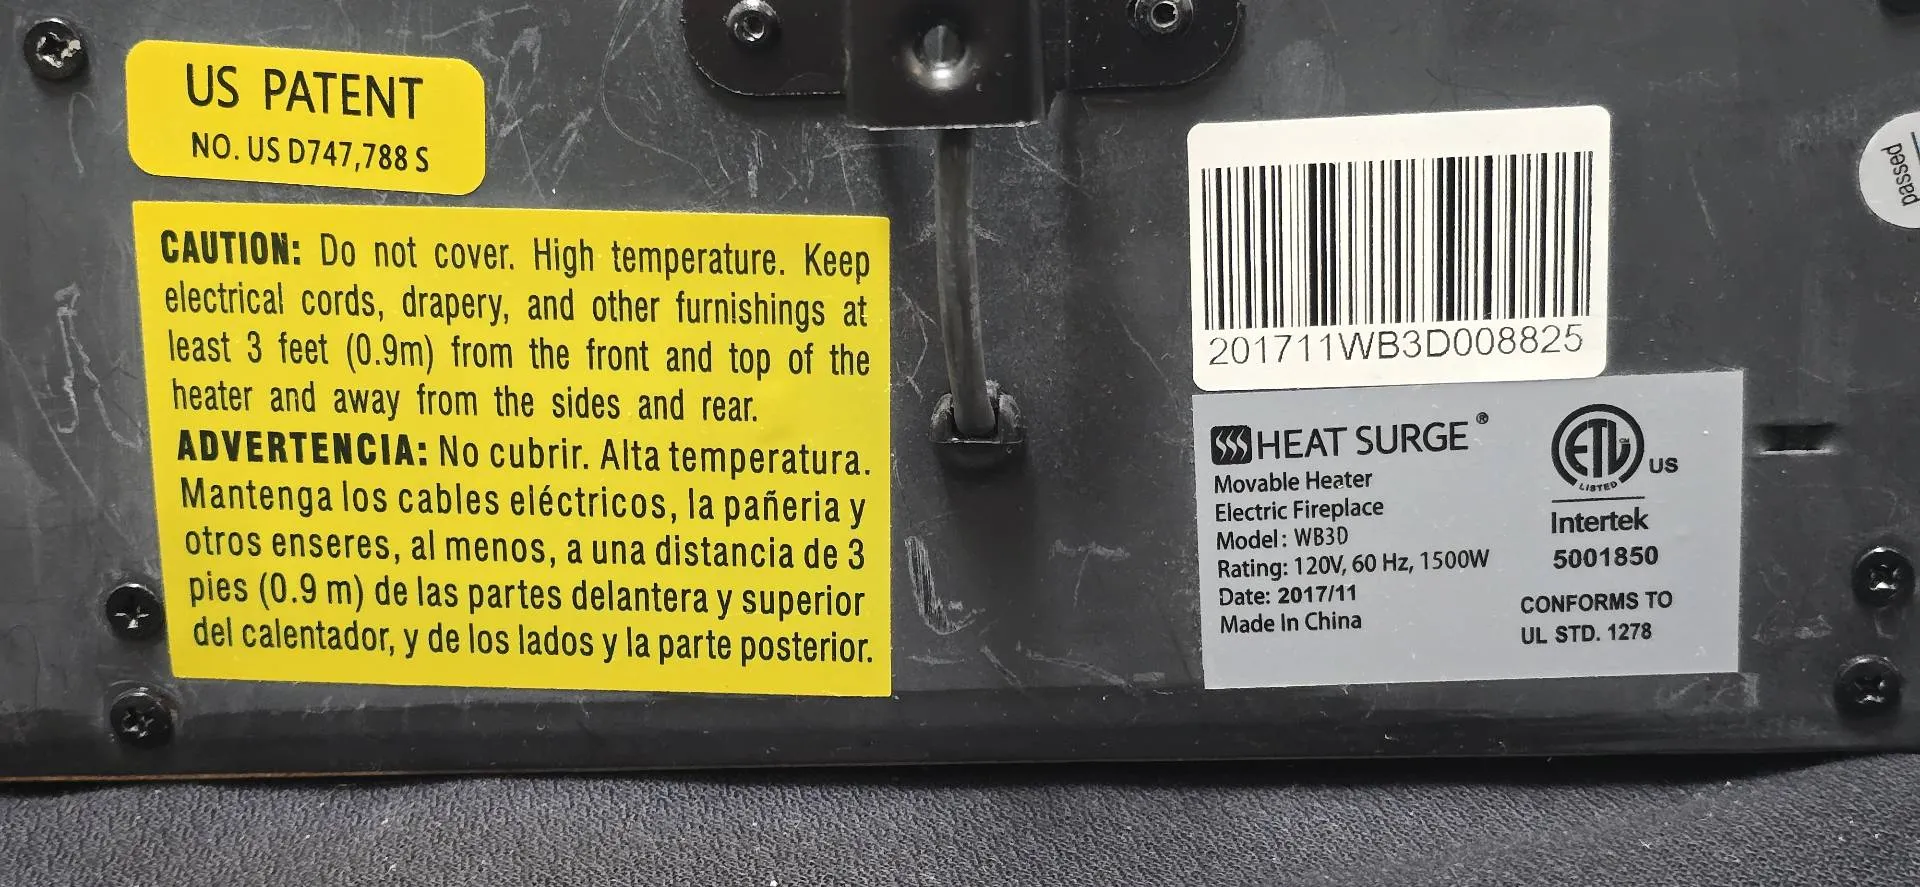 US PATENT
NO. US D747,788 S
CAUTION: Do not cover. High temperature. Keep
electrical cords, drapery, and other furnishings at
least 3 feet (0.9m) from the front and top of the
heater and away from the sides and rear.
ADVERTENCIA: No cubrir. Alta temperatura.
Mantenga los cables eléctricos, la pañeria y
otros enseres, al menos, a una distancia de 3
pies (0.9 m) de las partes delantera y superior
del calentador, y de los lados y la parte posterior.
201711WB3D008825
HEAT SURGE ®
Movable Heater
Electric Fireplace
Model: WB3D
Rating: 120V, 60 Hz, 1500W
Date: 2017/11
Made In China
ETL CM
LISTED
US
Intertek
5001850
CONFORMS TO
UL STD. 1278
passed